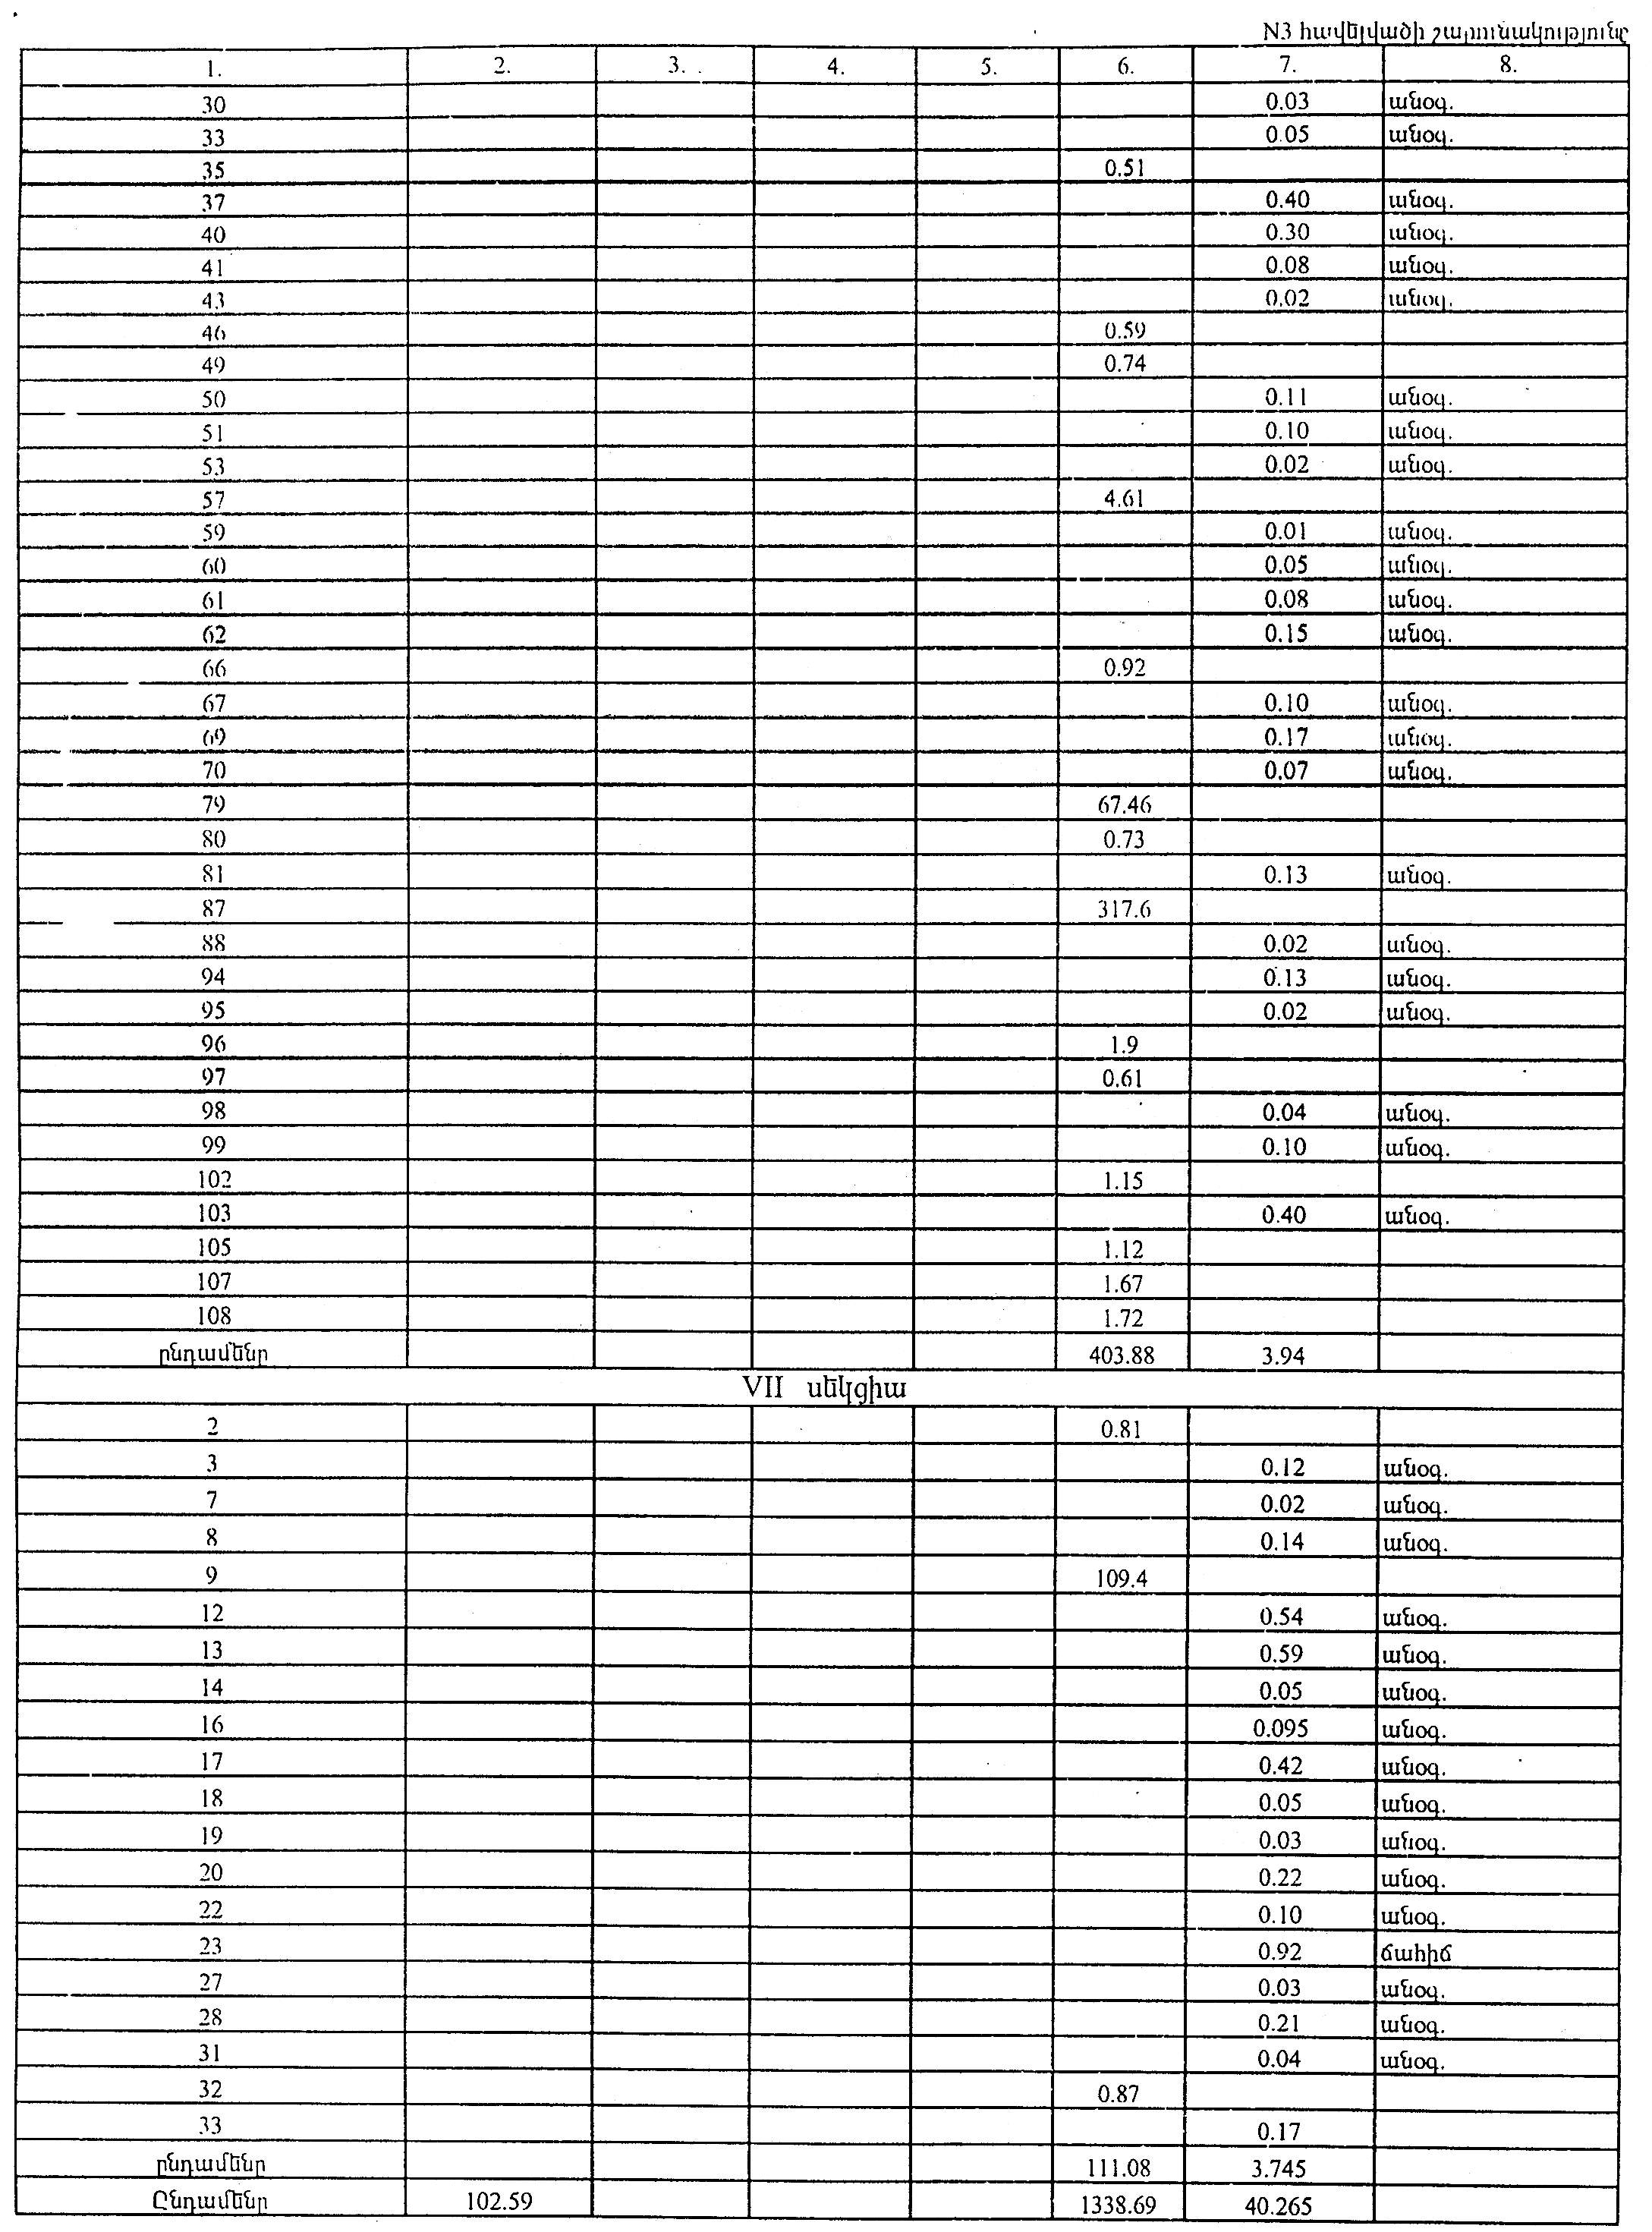 N3 հավելվածի շարունակությունը
1. 2. 3. 4. 5. 6. 7. 8.
30 0.03 անօգ.
33 0.05 անօգ.
35 0.51
37 0.40 անօգ.
40 0.30 անօգ.
41 0.08 անօգ.
43 0.02 անօգ.
46 0.59
49 0.74
50 0.11 անօգ.
51 0.10 անօգ.
53 0.02 անօգ.
57 4.61
59 0.01 անօգ.
60 0.05 անօգ.
61 0.08 անօգ.
62 0.15 անօգ.
66 0.92
67 0.10 անօգ.
69 0.17 անօգ.
70 0.07 անօգ.
79 67.46
80 0.73
81 0.13 անօգ.
87 317.6
88 0.02 անօգ.
94 0.13 անօգ.
95 0.02 անօգ.
96 1.9
97 0.61
98 0.04 անօգ.
99 0.10 անօգ.
102 1.15
103 0.40 անօգ.
105 1.12
107 1.67
108 1.72
ընդամենը 403.88 3.94
VII սեկցիա
2 0.81
3 0.12 անօգ.
7 0.02 անօգ.
8 0.14 անօգ.
9 109.4
12 0.54 անօգ.
13 0.59 անօգ.
14 0.05 անօգ.
16 0.095 անօգ.
17 0.42 անօգ.
18 0.05 անօգ.
19 0.03 անօգ.
20 0.22 անօգ.
22 0.10 անօգ.
23 0.92 ճահիճ
27 0.03 անօգ.
28 0.21 անօգ.
31 0.04 անօգ.
32 0.87
33 0.17
ընդամենը 111.08 3.745
Ընդամենը 102.59 1338.69 40.265